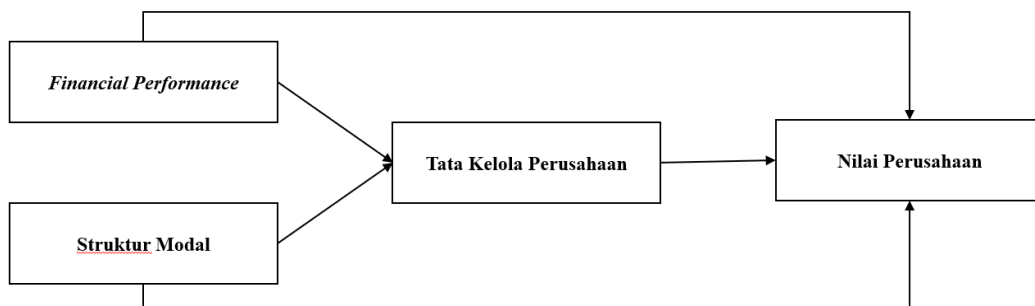 Financial Performance
Tata Kelola Perusahaan
Nilai Perusahaan
Struktur Modal